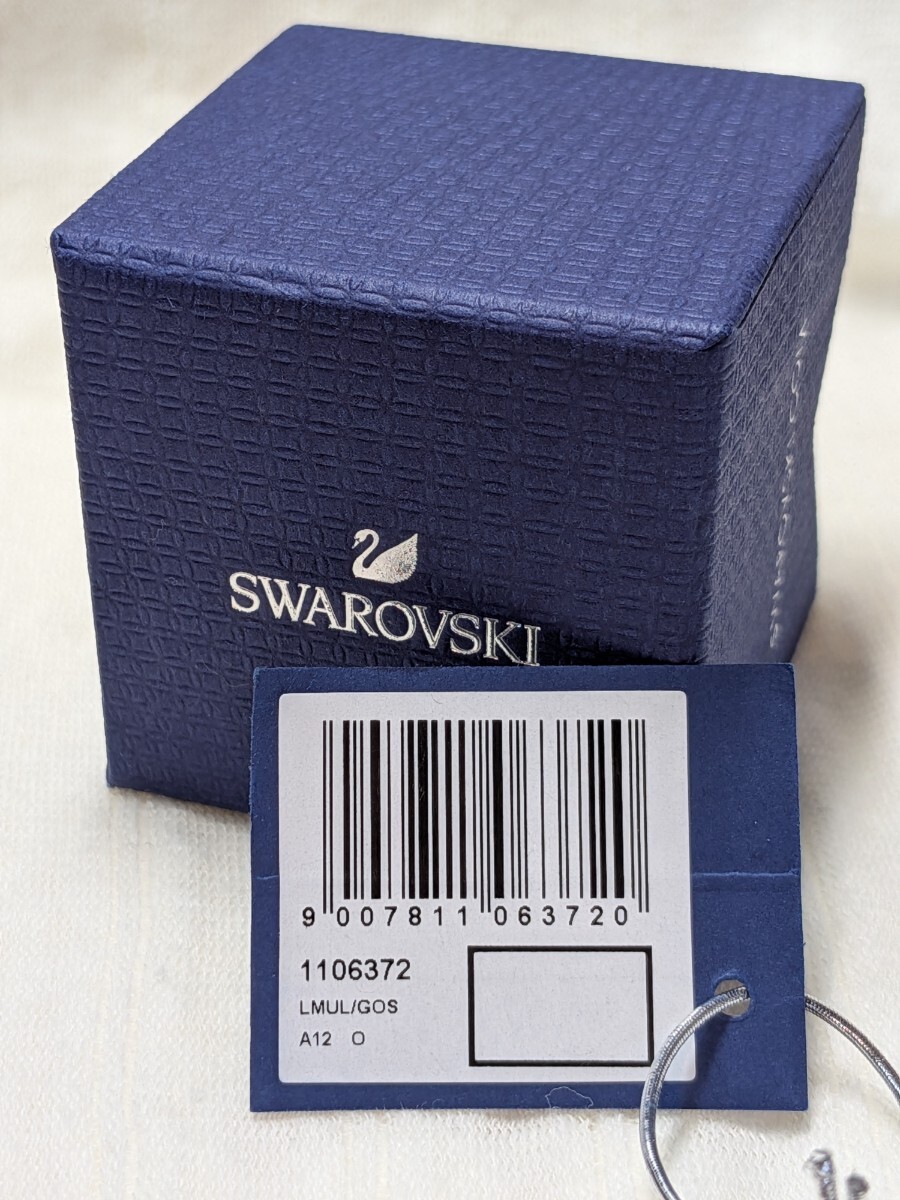 SWAROVSKI
9 007811 063720
1106372
LMUL/GOS
A12 O